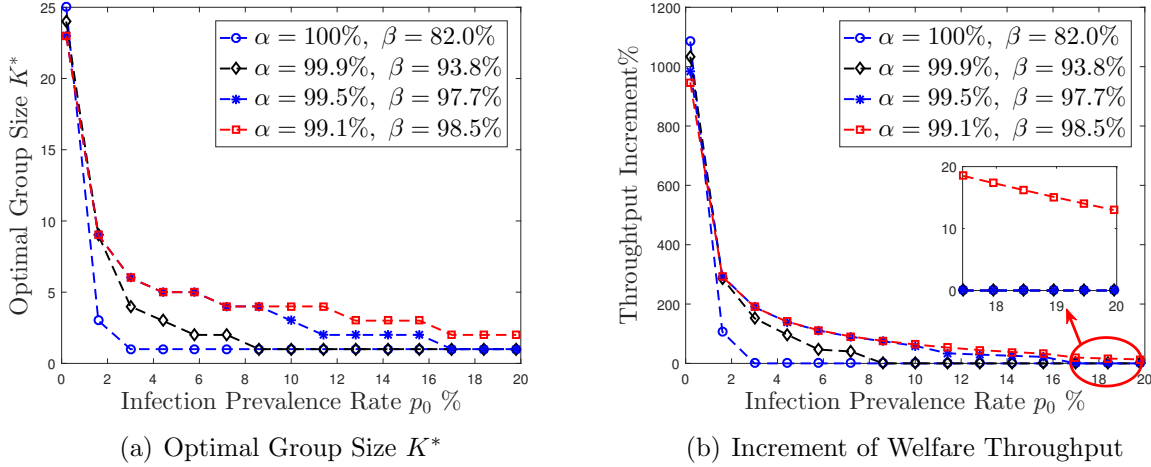 25
20
15
10
5
0
0 2 4 6 8 10 12 14 16 18 20
Optimal Group Size K*
Infection Prevalence Rate p₀ %
α = 100%, β = 82.0%
α = 99.9%, β = 93.8%
α = 99.5%, β = 97.7%
α = 99.1%, β = 98.5%
(a) Optimal Group Size K*
1200
1000
800
600
400
200
0
0 2 4 6 8 10 12 14 16 18 20
Throughtput Increment%
Infection Prevalence Rate p₀ %
α = 100%, β = 82.0%
α = 99.9%, β = 93.8%
α = 99.5%, β = 97.7%
α = 99.1%, β = 98.5%
20
10
0
18 19 20
(b) Increment of Welfare Throughput